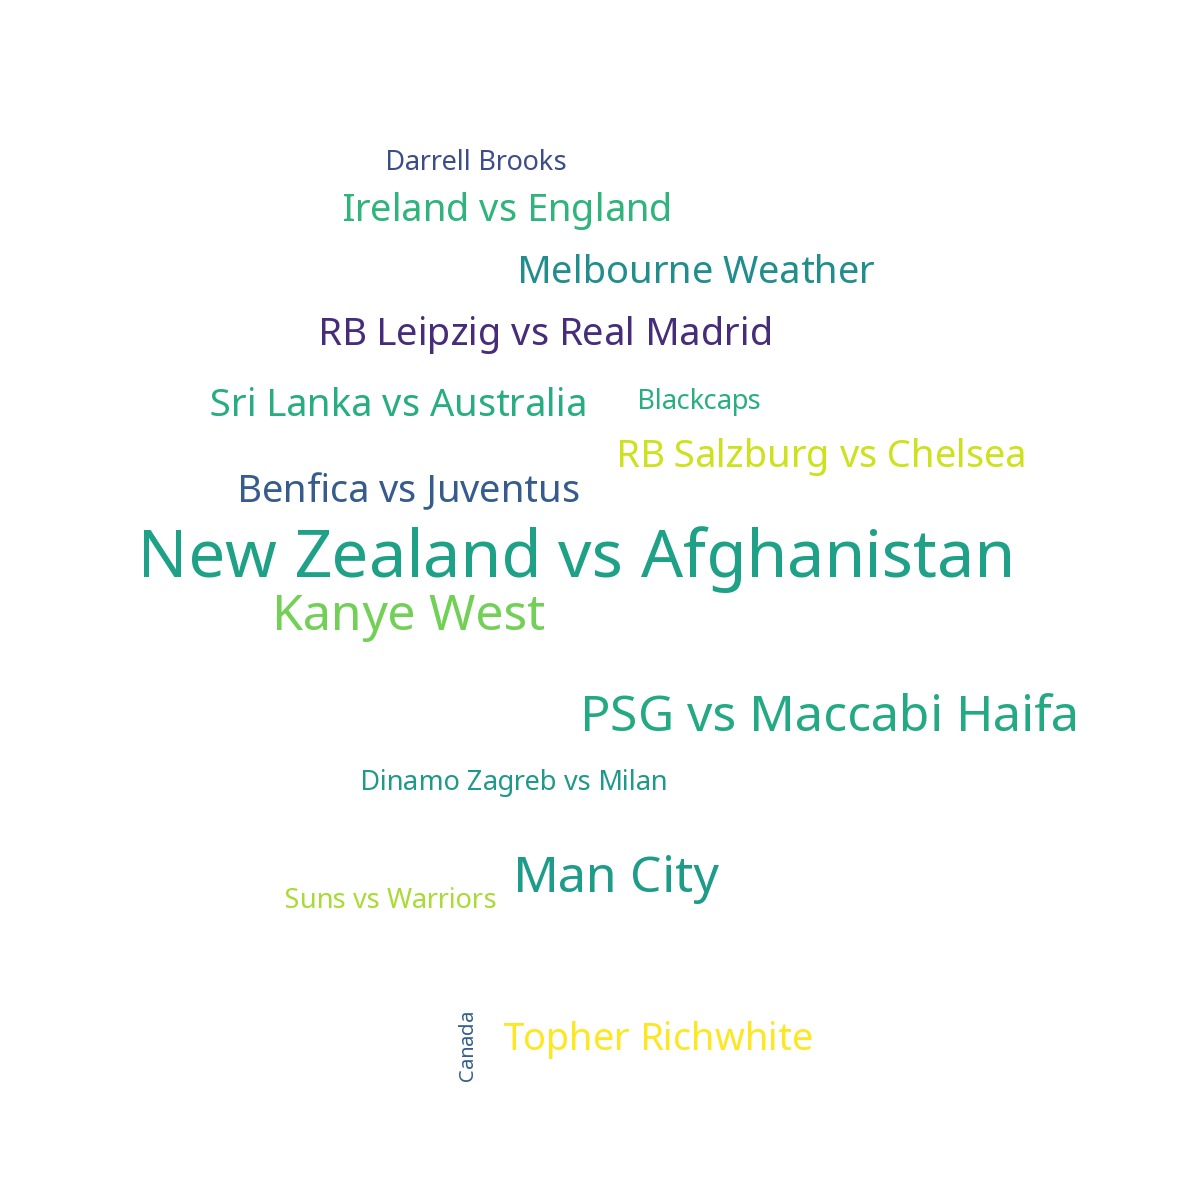 Darrell Brooks
Ireland vs England
Melbourne Weather
RB Leipzig vs Real Madrid
Sri Lanka vs Australia
Blackcaps
RB Salzburg vs Chelsea
Benfica vs Juventus
New Zealand vs Afghanistan
Kanye West
PSG vs Maccabi Haifa
Dinamo Zagreb vs Milan
Man City
Suns vs Warriors
Canada
Topher Richwhite